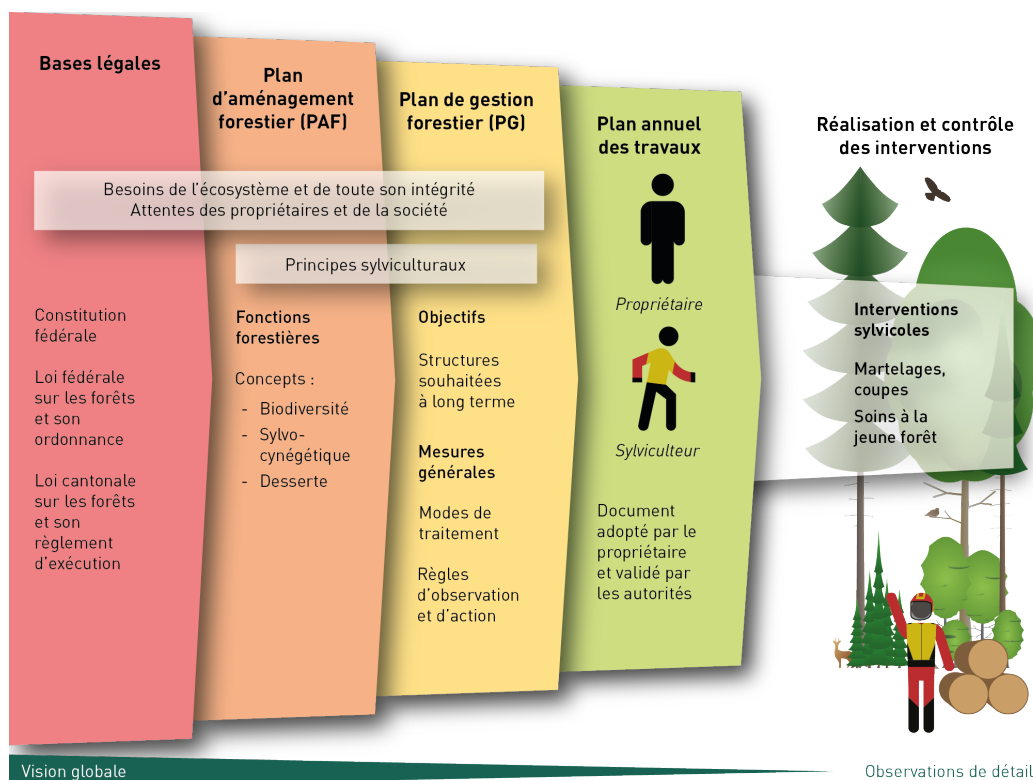 Bases légales
Plan
d'aménagement
forestier (PAF)
Plan de gestion
forestier (PG)
Plan annuel
des travaux
Réalisation et contrôle
des interventions
Besoins de l'écosystème et de toute son intégrité
Attentes des propriétaires et de la société
Principes sylviculturaux
Constitution
fédérale
Loi fédérale
sur les forêts
et son
ordonnance
Loi cantonale
sur les forêts
et son
règlement
d'exécution
Fonctions
forestières
Concepts :
- Biodiversité
- Sylvo-
cynégétique
- Desserte
Objectifs
Structures
souhaitées
à long terme
Mesures
générales
Modes de
traitement
Règles
d'observation
et d'action
Propriétaire
Sylviculteur
Document
adopté par le
propriétaire
et validé par
les autorités
Interventions
sylvicoles
Martelages,
coupes
Soins à la
jeune forêt
Vision globale
Observations de détail